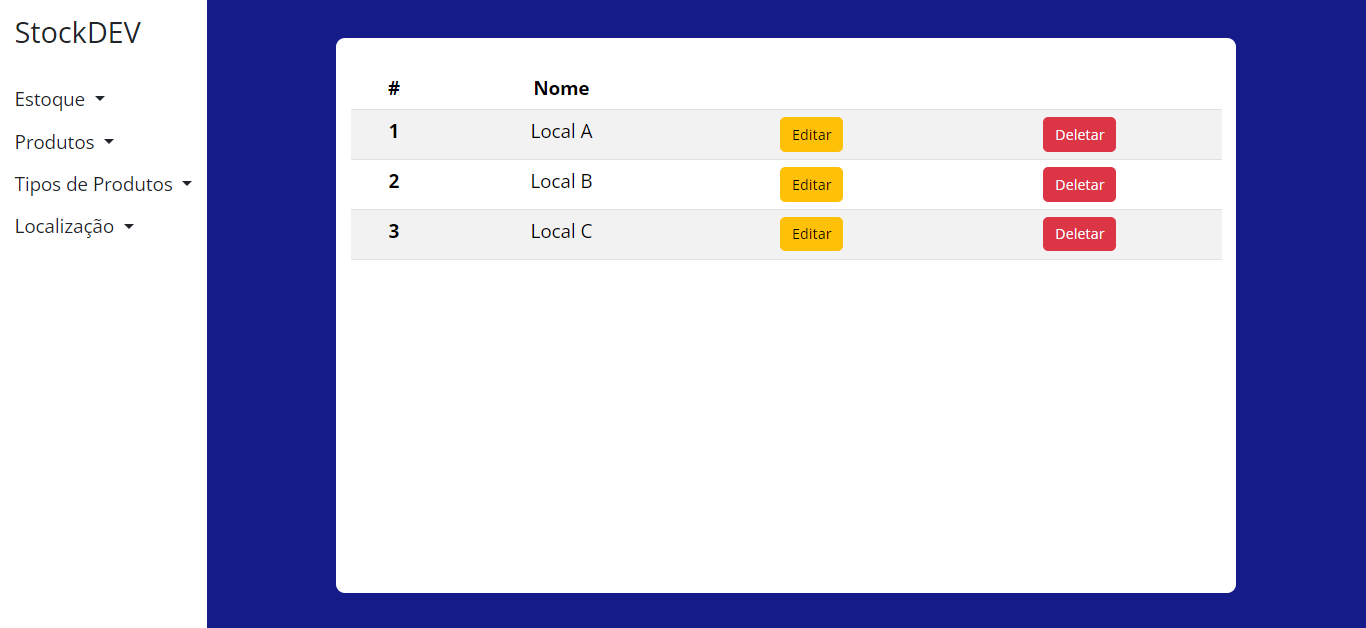 StockDEV
Estoque
Produtos
Tipos de Produtos
Localização
# Nome
1 Local A Editar Deletar
2 Local B Editar Deletar
3 Local C Editar Deletar